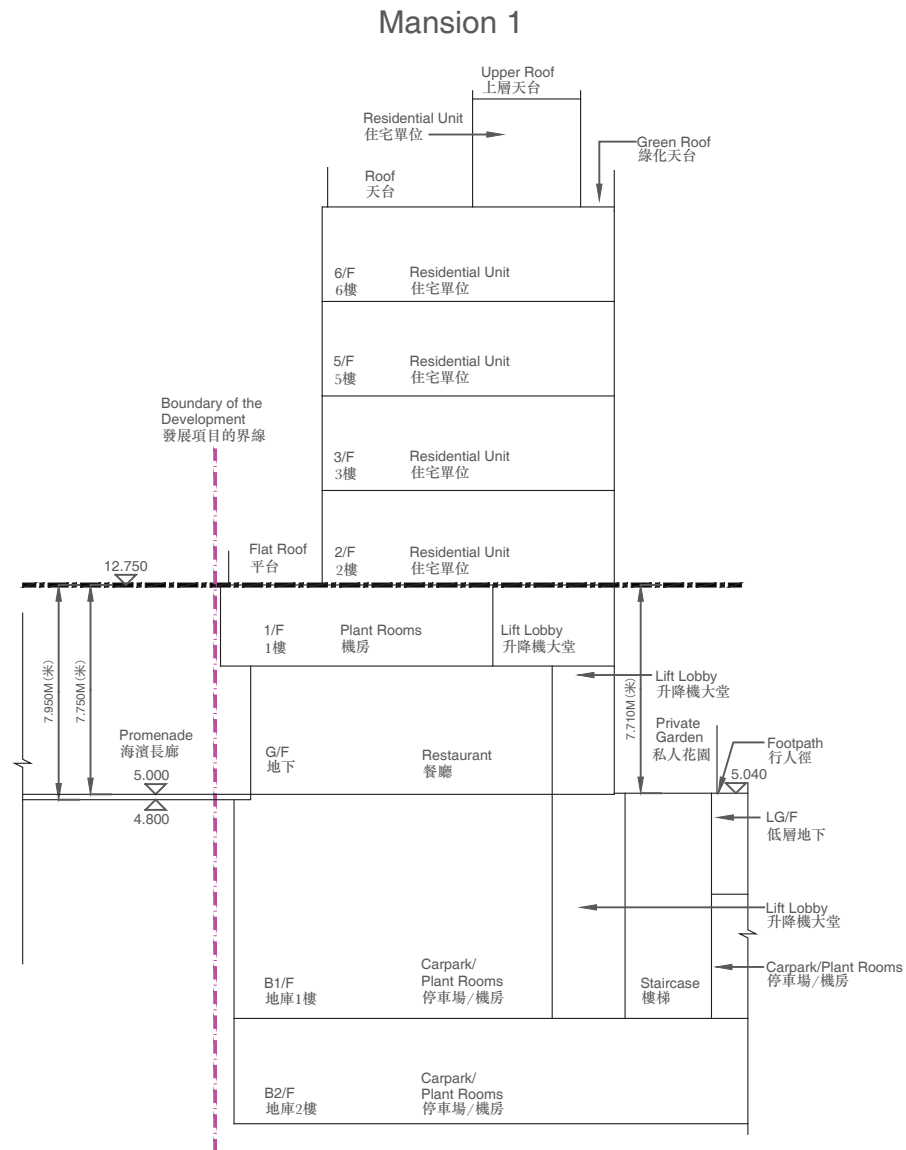 Mansion 1
Upper Roof
上層天台
Residential Unit
住宅單位
Green Roof
綠化天台
Roof
天台
6/F Residential Unit
6樓 住宅單位
5/F Residential Unit
5樓 住宅單位
Boundary of the
Development
發展項目的界線
3/F Residential Unit
3樓 住宅單位
Flat Roof
平台
2/F Residential Unit
2樓 住宅單位
12.750
1/F Plant Rooms Lift Lobby
1樓 機房 升降機大堂
7.950M(米)
7.750M(米)
7.710M(米)
Lift Lobby
升降機大堂
Promenade
海濱長廊
Private
Garden
私人花園
G/F Restaurant
地下 餐廳
Footpath
行人徑
5.000
4.800
5.040
LG/F
低層地下
Lift Lobby
升降機大堂
B1/F
地庫1樓
Carpark/
Plant Rooms
停車場/機房
Staircase
樓梯
Carpark/Plant Rooms
停車場/機房
B2/F
地庫2樓
Carpark/
Plant Rooms
停車場/機房